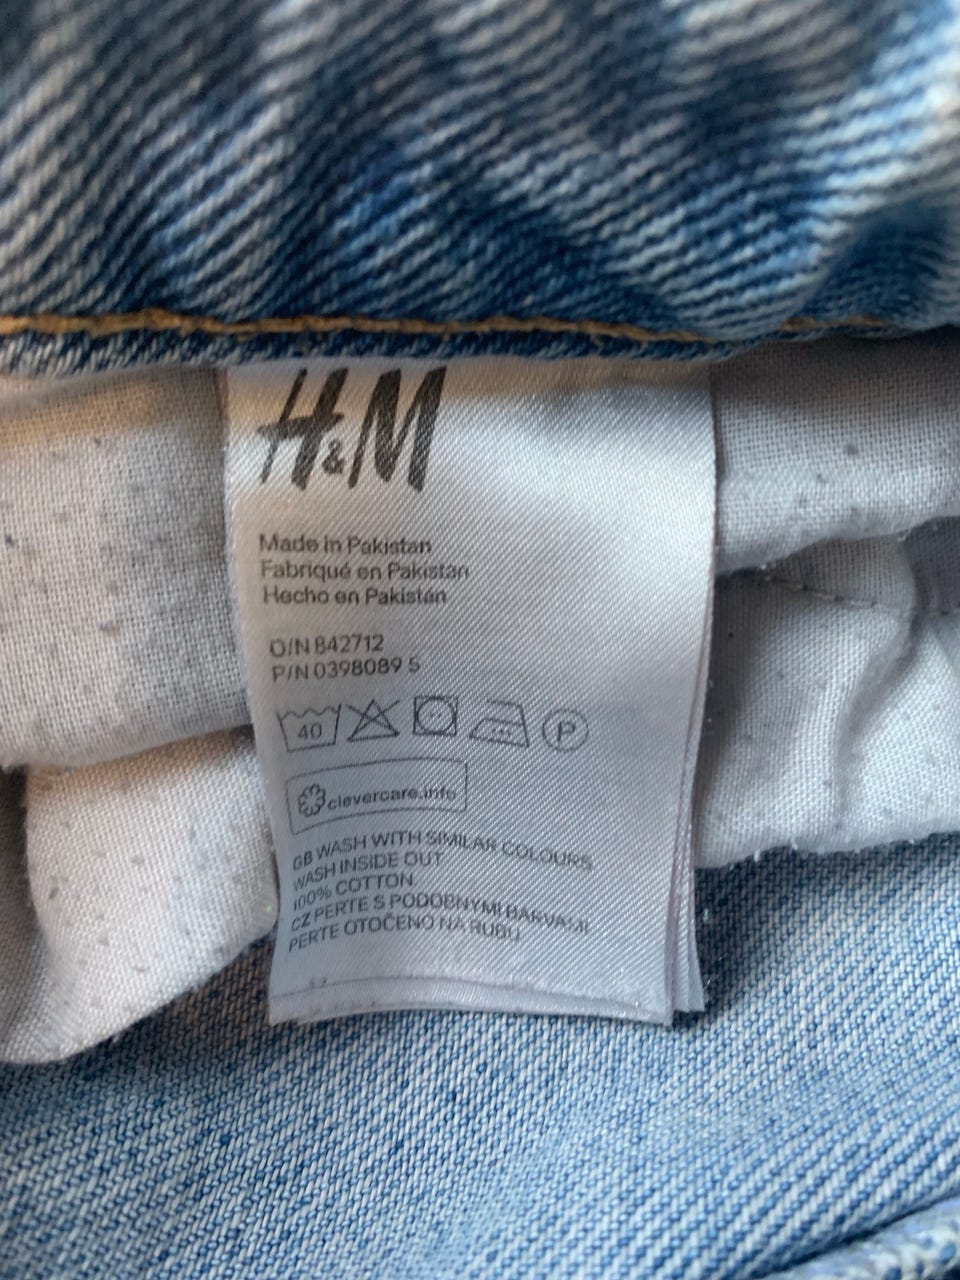 H&M
Made in Pakistan
Fabriqué en Pakistan
Hecho en Pakistán
O/N 842712
P/N 0398089 5
40 P
clevercare.info
GB WASH WITH SIMILAR COLOURS
WASH INSIDE OUT
100% COTTON
CZ PERTE S PODOBNÝMI BARVAMI
PERTE OTOČENO NA RUBU